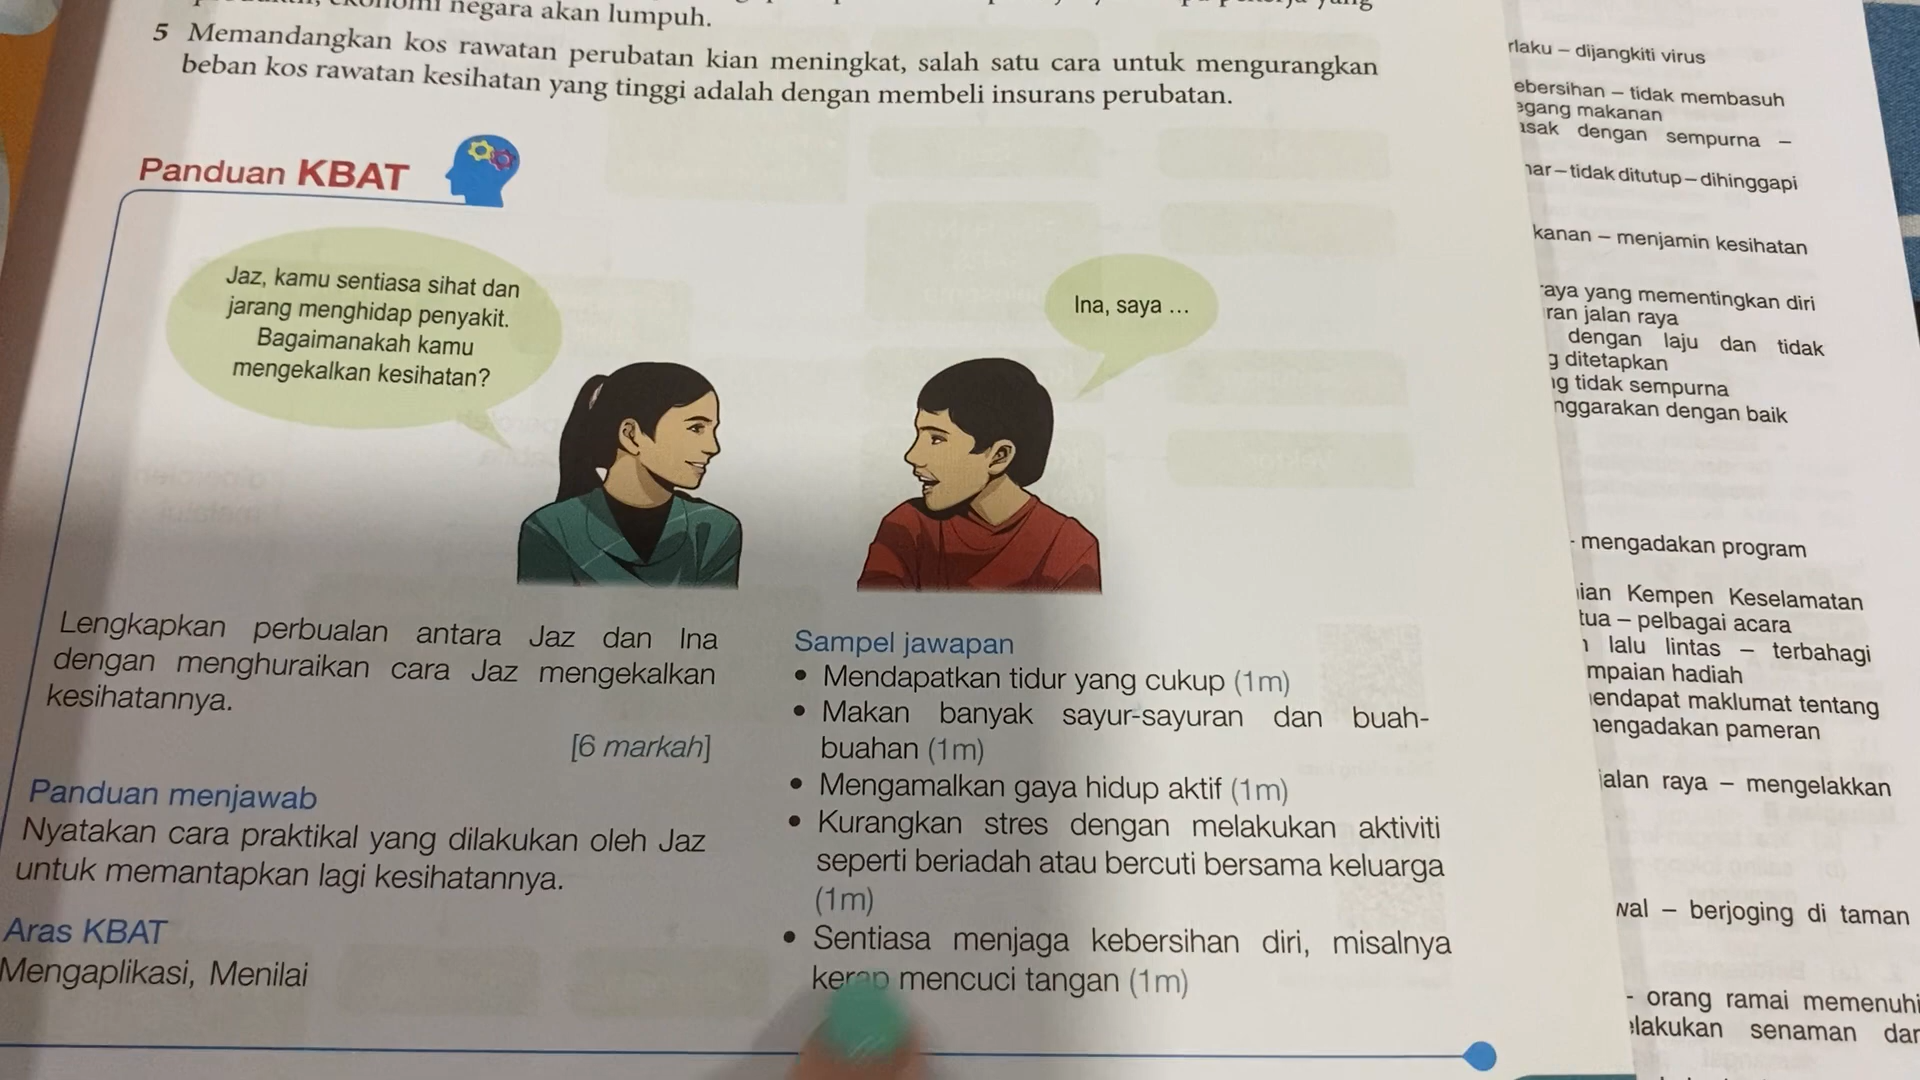 negara akan lumpuh.
5 Memandangkan kos rawatan perubatan kian meningkat, salah satu cara untuk mengurangkan
beban kos rawatan kesihatan yang tinggi adalah dengan membeli insurans perubatan.
Panduan KBAT
Jaz, kamu sentiasa sihat dan
jarang menghidap penyakit.
Bagaimanakah kamu
mengekalkan kesihatan?
Ina, saya ...
Lengkapkan perbualan antara Jaz dan Ina
dengan menghuraikan cara Jaz mengekalkan
kesihatannya.
[6 markah]
Panduan menjawab
Nyatakan cara praktikal yang dilakukan oleh Jaz
untuk memantapkan lagi kesihatannya.
Aras KBAT
Mengaplikasi, Menilai
Sampel jawapan
• Mendapatkan tidur yang cukup (1m)
• Makan banyak sayur-sayuran dan buah-
buahan (1m)
• Mengamalkan gaya hidup aktif (1m)
• Kurangkan stres dengan melakukan aktiviti
seperti beriadah atau bercuti bersama keluarga
(1m)
• Sentiasa menjaga kebersihan diri, misalnya
kerap mencuci tangan (1m)
– dijangkiti virus
– tidak membasuh
makanan
dengan sempurna –
– tidak ditutup – dihinggapi
– menjamin kesihatan
yang mementingkan diri
jalan raya
dengan laju dan tidak
ditetapkan
tidak sempurna
dengan baik
- mengadakan program
Kempen Keselamatan
– pelbagai acara
lalu lintas – terbahagi
hadiah
maklumat tentang
pameran
jalan raya – mengelakkan
– berjoging di taman
- orang ramai memenuhi
senaman